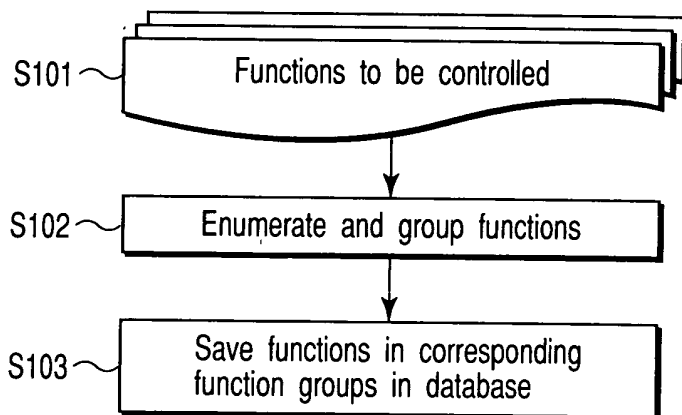 S101
Functions to be controlled
S102
Enumerate and group functions
S103
Save functions in corresponding
function groups in database